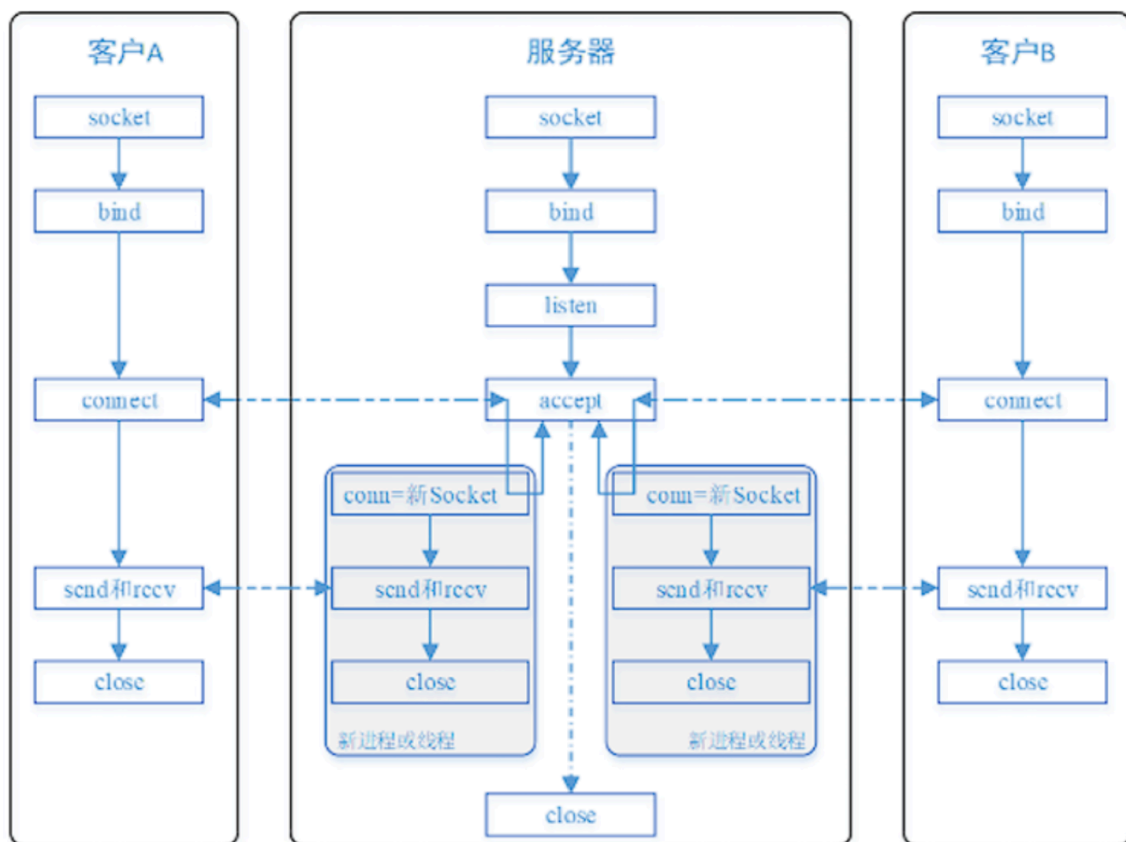 客户A
socket
bind
connect
send和recv
close
服务器
socket
bind
listen
accept
conn=新Socket
send和recv
close
新进程或线程
conn=新Socket
send和recv
close
新进程或线程
close
客户B
socket
bind
connect
send和recv
close